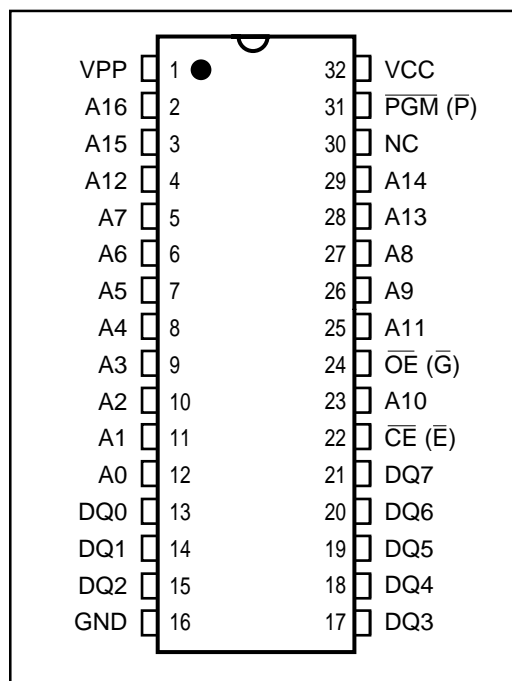 VPP 1 32 VCC
A16 2 31 P̅G̅M̅ (P̅)
A15 3 30 NC
A12 4 29 A14
A7 5 28 A13
A6 6 27 A8
A5 7 26 A9
A4 8 25 A11
A3 9 24 O̅E̅ (G̅)
A2 10 23 A10
A1 11 22 C̅E̅ (E̅)
A0 12 21 DQ7
DQ0 13 20 DQ6
DQ1 14 19 DQ5
DQ2 15 18 DQ4
GND 16 17 DQ3